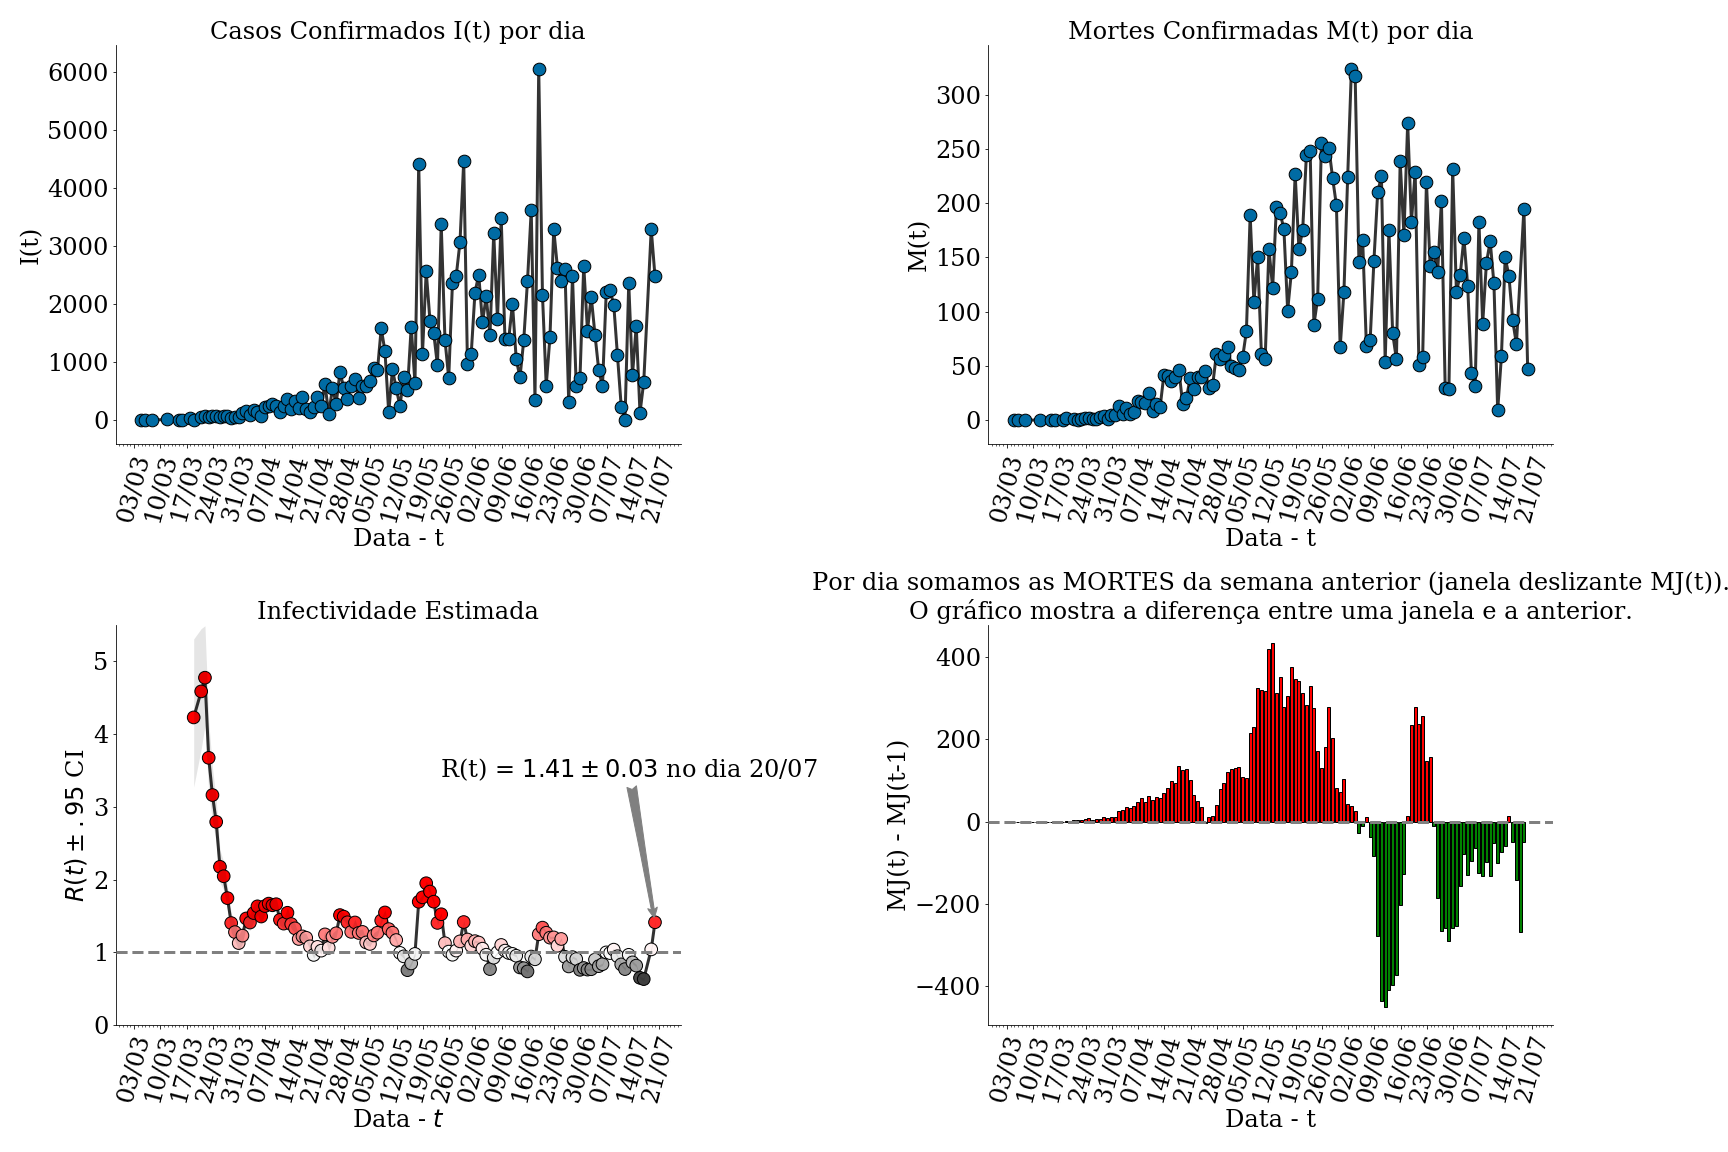 Casos Confirmados I(t) por dia
I(t)
6000
5000
4000
3000
2000
1000
0
03/03 10/03 17/03 24/03 31/03 07/04 14/04 21/04 28/04 05/05 12/05 19/05 26/05 02/06 09/06 16/06 23/06 30/06 07/07 14/07 21/07
Data - t
Mortes Confirmadas M(t) por dia
M(t)
300
250
200
150
100
50
0
03/03 10/03 17/03 24/03 31/03 07/04 14/04 21/04 28/04 05/05 12/05 19/05 26/05 02/06 09/06 16/06 23/06 30/06 07/07 14/07 21/07
Data - t
Infectividade Estimada
R(t) ± .95 CI
5
4
3
2
1
0
R(t) = 1.41 ± 0.03 no dia 20/07
03/03 10/03 17/03 24/03 31/03 07/04 14/04 21/04 28/04 05/05 12/05 19/05 26/05 02/06 09/06 16/06 23/06 30/06 07/07 14/07 21/07
Data - t
Por dia somamos as MORTES da semana anterior (janela deslizante MJ(t)).
O gráfico mostra a diferença entre uma janela e a anterior.
MJ(t) - MJ(t-1)
400
200
0
−200
−400
03/03 10/03 17/03 24/03 31/03 07/04 14/04 21/04 28/04 05/05 12/05 19/05 26/05 02/06 09/06 16/06 23/06 30/06 07/07 14/07 21/07
Data - t